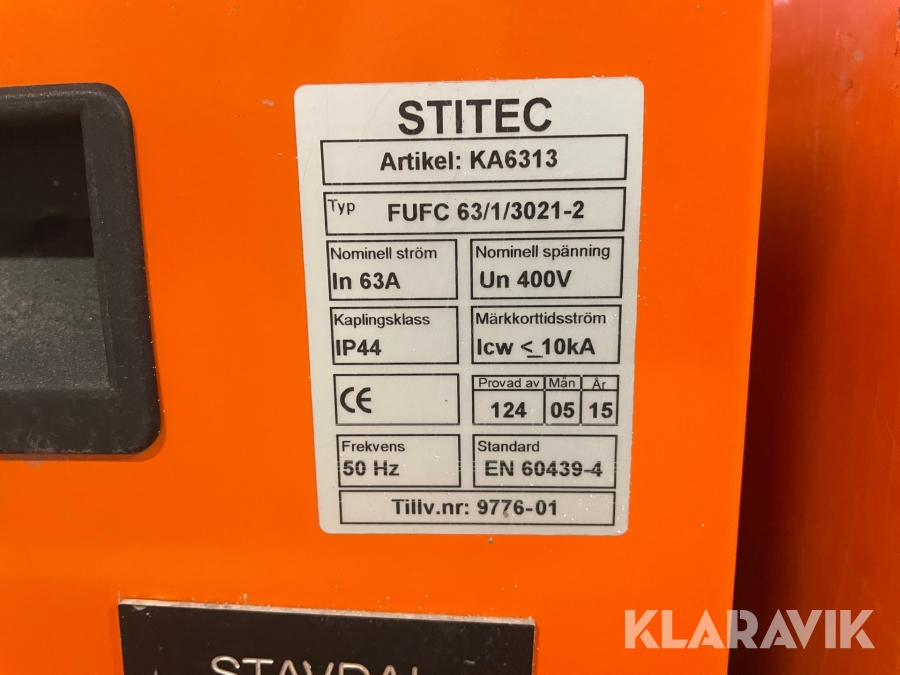 STITEC
Artikel: KA6313
Typ FUFC 63/1/3021-2
Nominell ström
In 63A
Nominell spänning
Un 400V
Kaplingsklass
IP44
Märkkorttidsström
Icw ≤ 10kA
CE
Provad av Mån År
124 05 15
Frekvens
50 Hz
Standard
EN 60439-4
Tillv.nr: 9776-01
STAVDAL
KLARAVIK